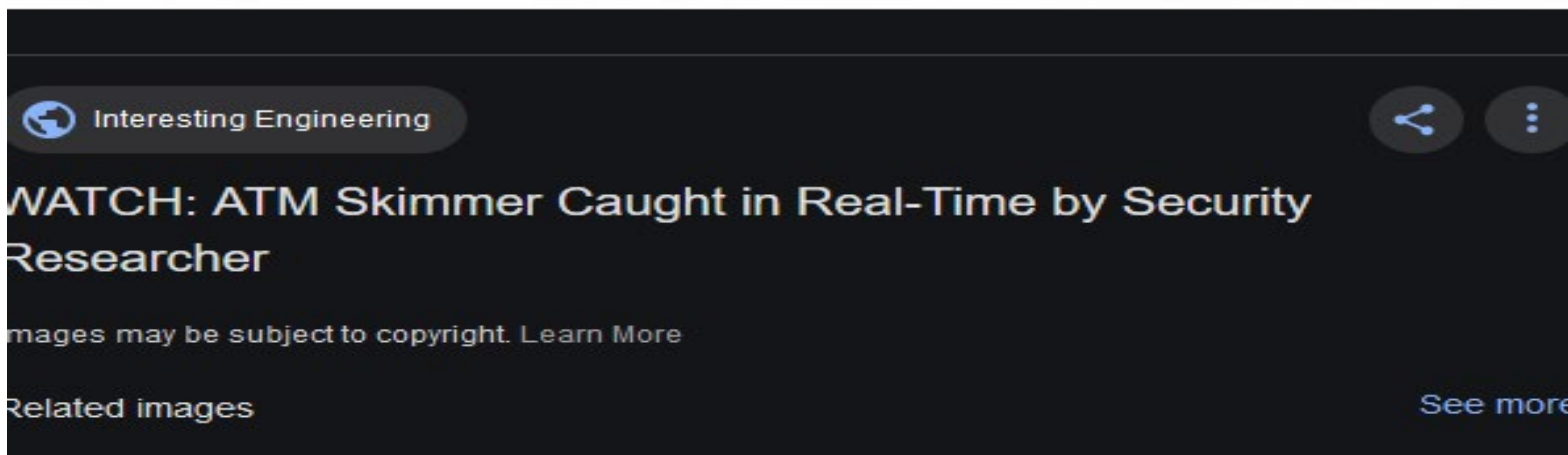 Interesting Engineering
WATCH: ATM Skimmer Caught in Real-Time by Security
Researcher
mages may be subject to copyright. Learn More
Related images
See more